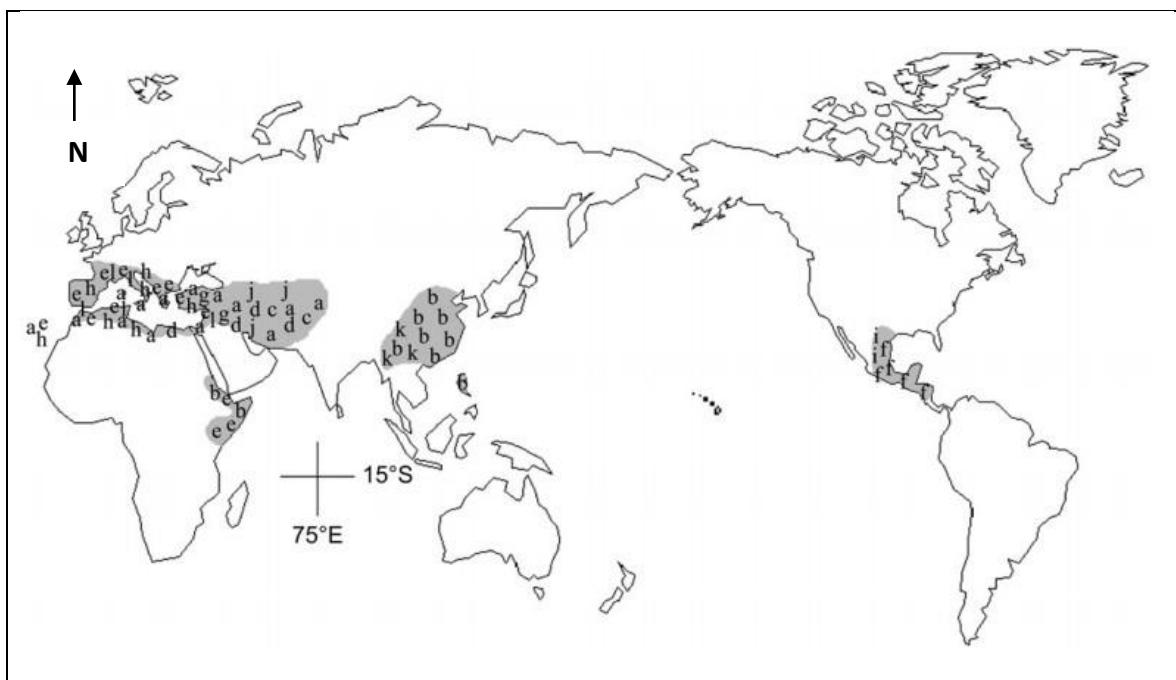 N
e l e l h
e h a h e e a g a j j
a a e h a d c a a
l e l e g c
a e h a l d j d
a e h a d a a
h
b
b b
k b b
b k b
k
i
f
i f
f f f
b e
b
e e
15°S
75°E